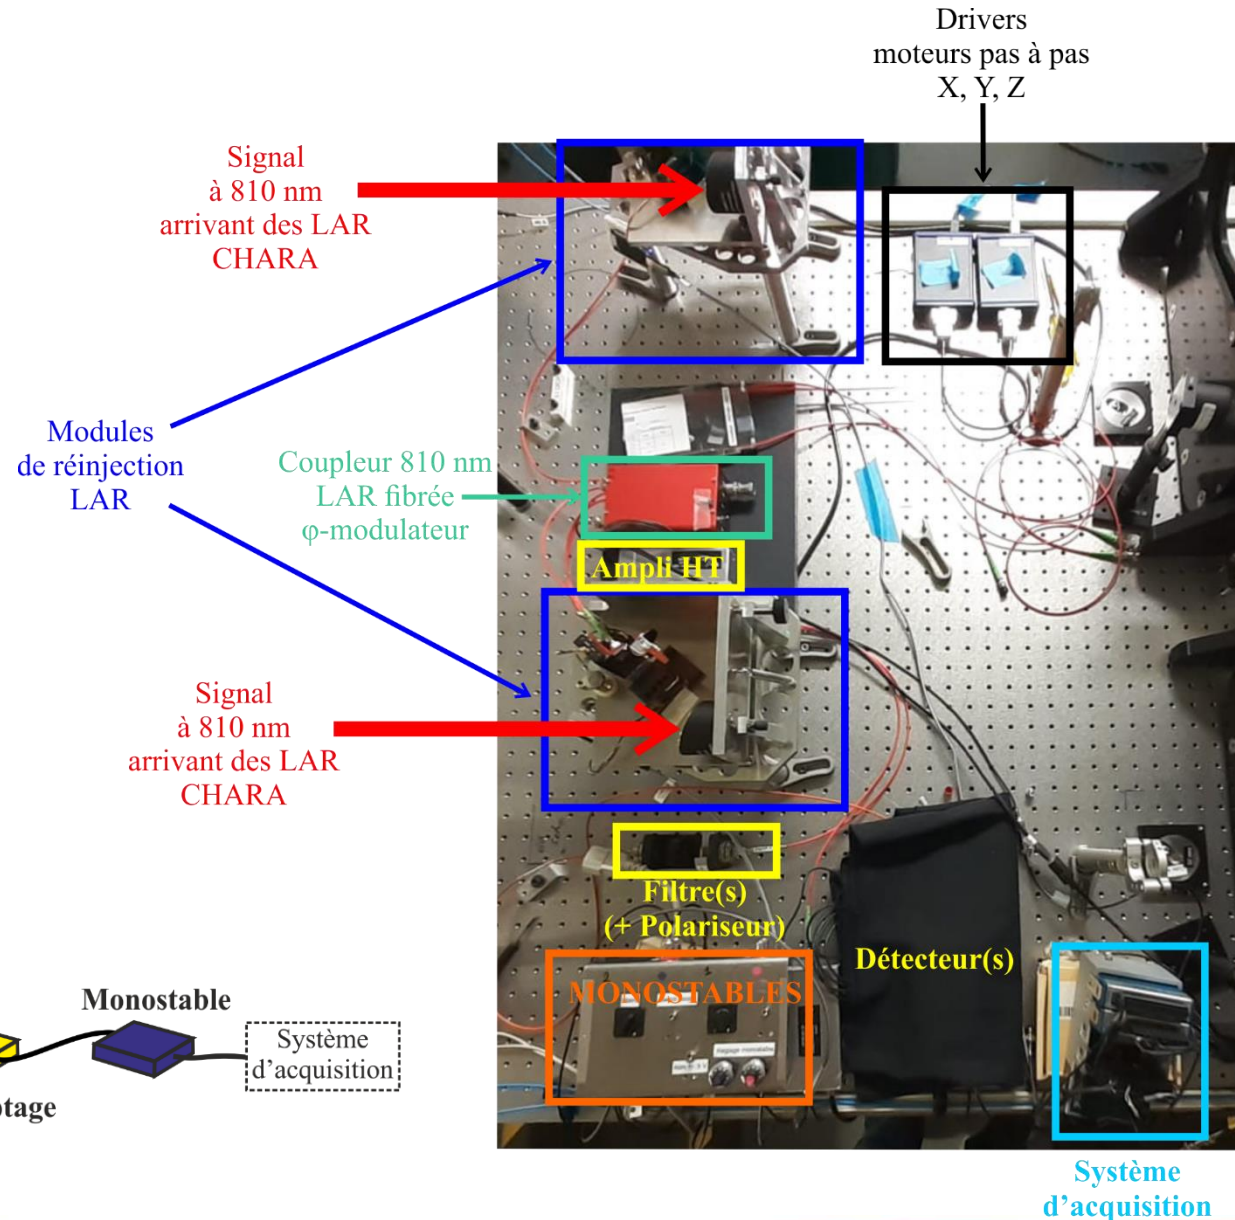 Drivers
moteurs pas à pas
X, Y, Z
Signal
à 810 nm
arrivant des LAR
CHARA
Modules
de réinjection
LAR
Coupleur 810 nm
LAR fibrée
φ-modulateur
Ampli HT
Signal
à 810 nm
arrivant des LAR
CHARA
Filtre(s)
(+ Polariseur)
Détecteur(s)
MONOSTABLES
Monostable
Système
d’acquisition
Système
d’acquisition